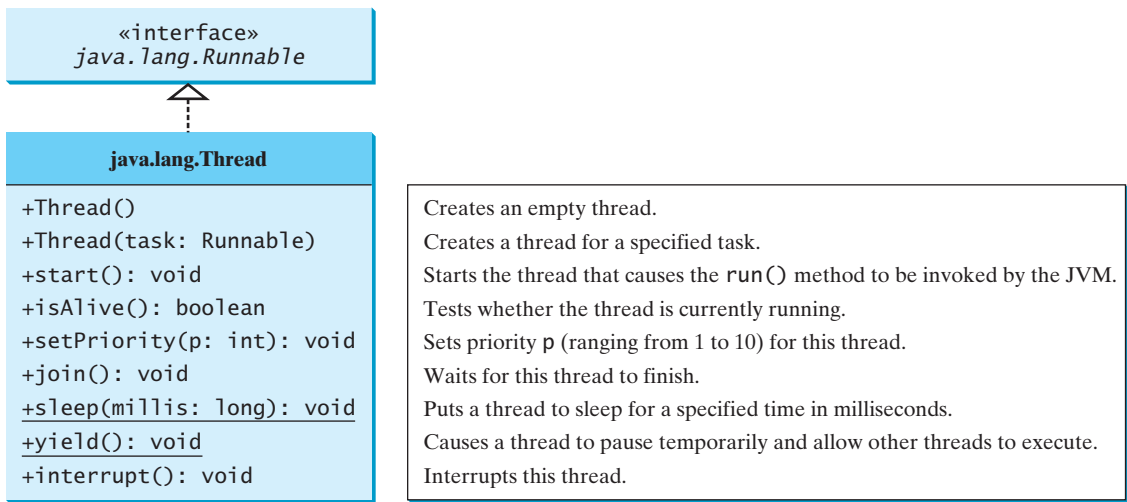 «interface»
java.lang.Runnable
java.lang.Thread
+Thread()
Creates an empty thread.
+Thread(task: Runnable)
Creates a thread for a specified task.
+start(): void
Starts the thread that causes the run() method to be invoked by the JVM.
+isAlive(): boolean
Tests whether the thread is currently running.
+setPriority(p: int): void
Sets priority p (ranging from 1 to 10) for this thread.
+join(): void
Waits for this thread to finish.
+sleep(millis: long): void
Puts a thread to sleep for a specified time in milliseconds.
+yield(): void
Causes a thread to pause temporarily and allow other threads to execute.
+interrupt(): void
Interrupts this thread.